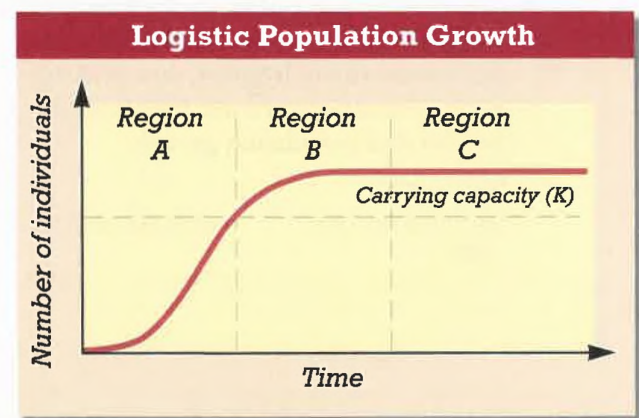 Logistic Population Growth
Number of individuals
Region
A
Region
B
Region
C
Carrying capacity (K)
Time